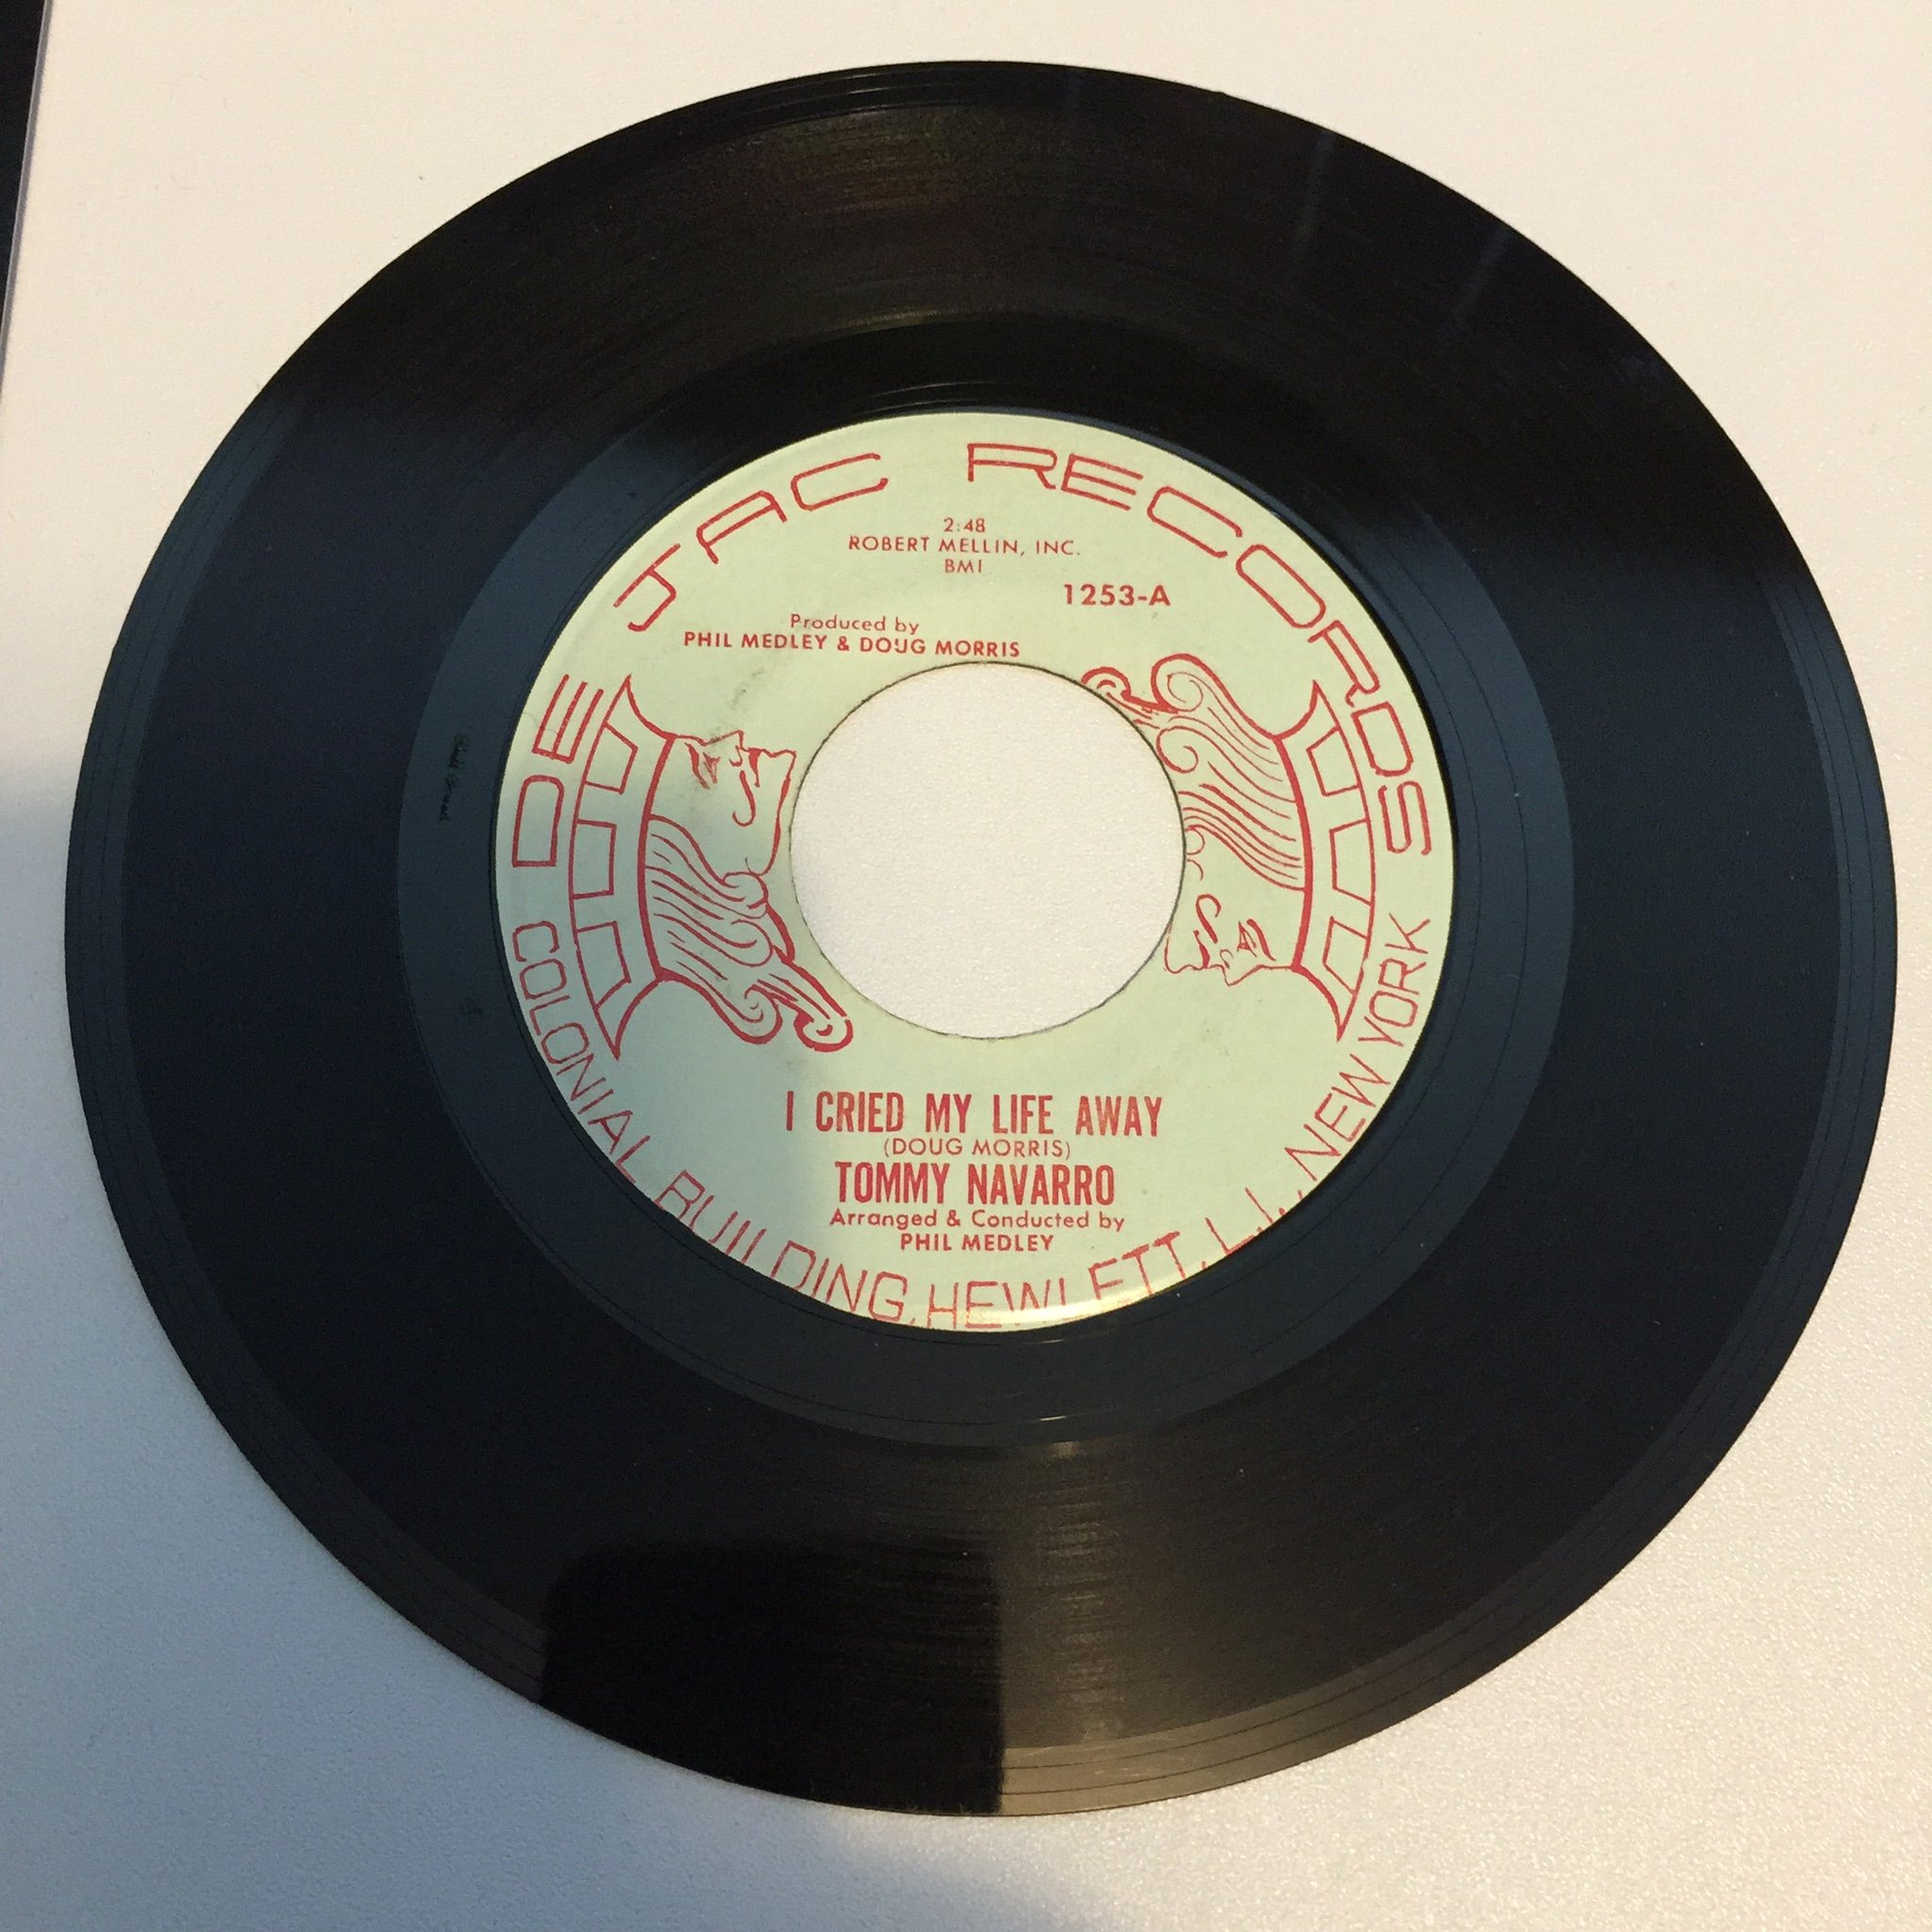 DE JAC RECORDS
2:48
ROBERT MELLIN, INC.
BMI
1253-A
Produced by
PHIL MEDLEY & DOUG MORRIS
I CRIED MY LIFE AWAY
(DOUG MORRIS)
TOMMY NAVARRO
Arranged & Conducted by
PHIL MEDLEY
COLONIAL BUILDING, HEWLETT, L.I., NEW YORK